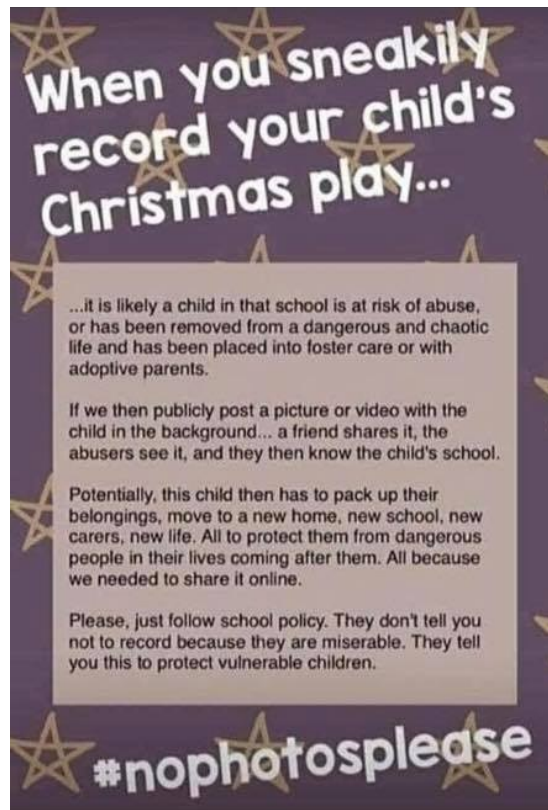 When you sneakily
record your child's
Christmas play...
...it is likely a child in that school is at risk of abuse,
or has been removed from a dangerous and chaotic
life and has been placed into foster care or with
adoptive parents.
If we then publicly post a picture or video with the
child in the background... a friend shares it, the
abusers see it, and they then know the child's school.
Potentially, this child then has to pack up their
belongings, move to a new home, new school, new
carers, new life. All to protect them from dangerous
people in their lives coming after them. All because
we needed to share it online.
Please, just follow school policy. They don't tell you
not to record because they are miserable. They tell
you this to protect vulnerable children.
#nophotosplease